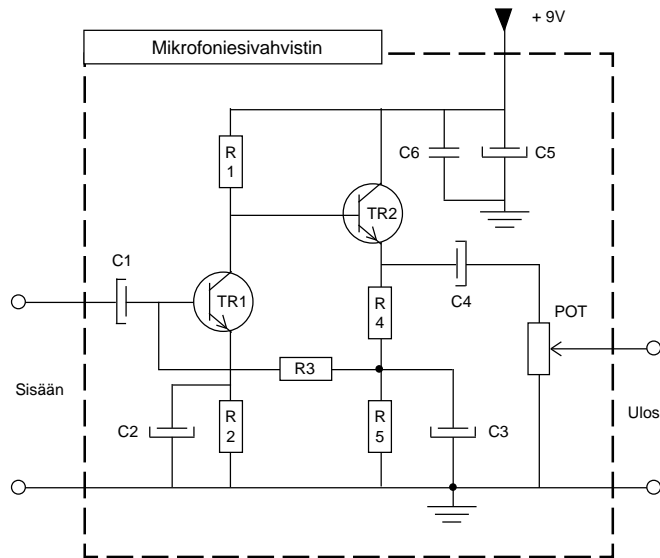 + 9V
Mikrofoniesivahvistin
R
1
C6
C5
TR2
C1
TR1
C4
R
4
POT
R3
Sisään
C2
R
2
R
5
C3
Ulos